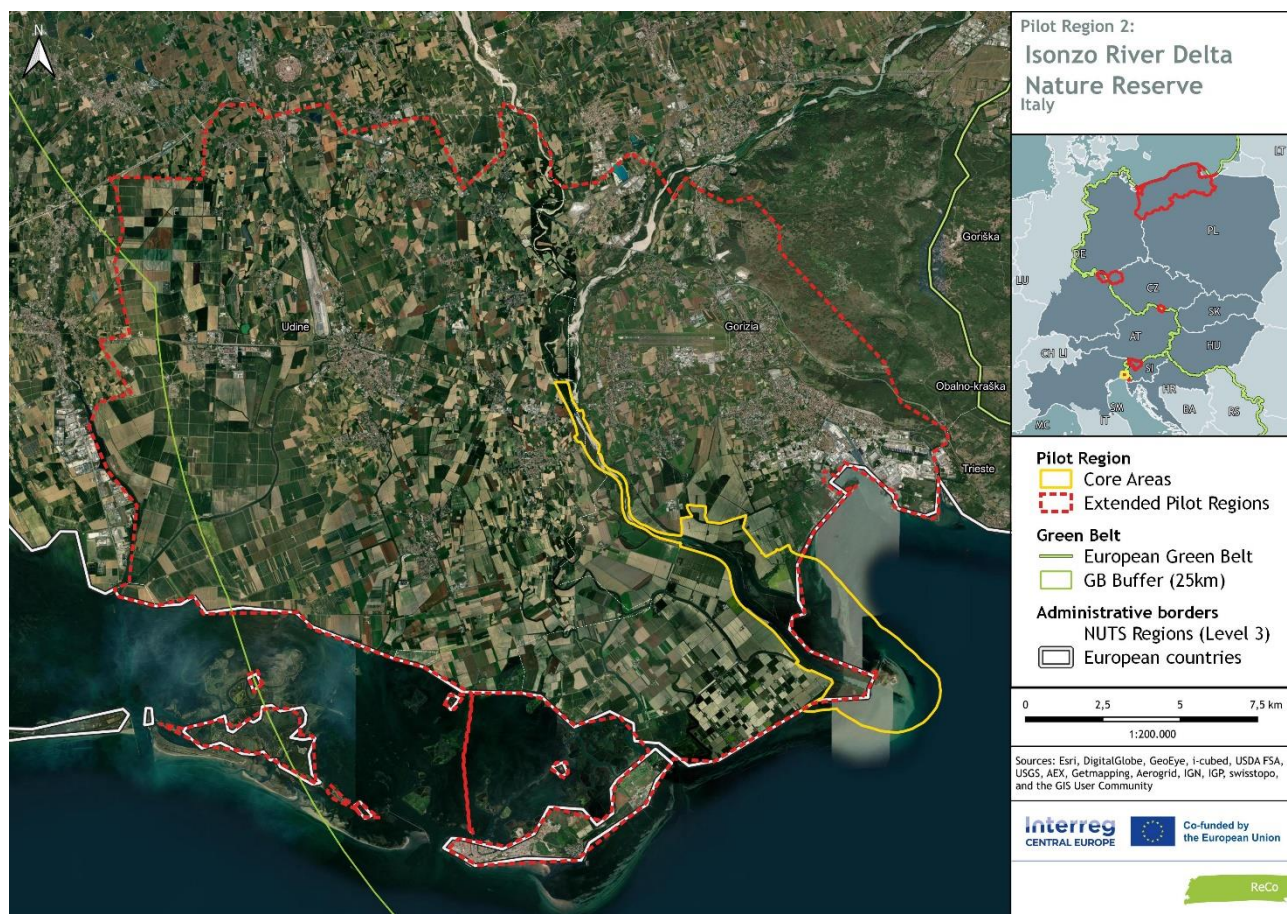 N
Udine
Gorizia
Goriška
Obalno-kraška
Trieste
Pilot Region 2:
Isonzo River Delta
Nature Reserve
Italy
LT
PL
DE
LU
CZ
SK
AT
HU
CH LI
SI
HR
SM
BA
RS
MC
IT
Pilot Region
Core Areas
Extended Pilot Regions
Green Belt
European Green Belt
GB Buffer (25km)
Administrative borders
NUTS Regions (Level 3)
European countries
0 2,5 5 7,5 km
1:200.000
Sources: Esri, DigitalGlobe, GeoEye, i-cubed, USDA FSA,
USGS, AEX, Getmapping, Aerogrid, IGN, IGP, swisstopo,
and the GIS User Community
Interreg
CENTRAL EUROPE
Co-funded by
the European Union
ReCo